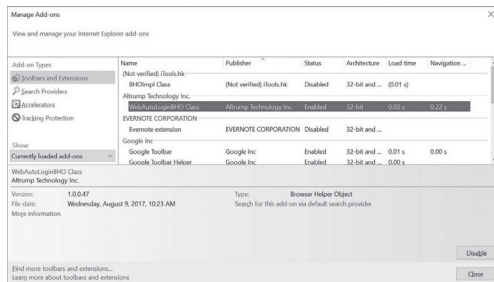 Manage Add-ons
View and manage your Internet Explorer add-ons
Add-on Types
Toolbars and Extensions
Search Providers
Accelerators
Tracking Protection
Show:
Currently loaded add-ons
Name Publisher Status Architecture Load time Navigation ...
(Not verified) iTools.hk
BHOImpl Class (Not verified) iTools.hk Disabled 32-bit and ... (0.01 s)
Altrump Technology Inc.
WebAutoLoginBHO Class Altrump Technology Inc. Enabled 32-bit 0.02 s 0.22 s
EVERNOTE CORPORATION
Evernote extension EVERNOTE CORPORATION Disabled 32-bit and ...
Google Inc
Google Toolbar Google Inc Enabled 32-bit and ... 0.01 s 0.00 s
Google Toolbar Helper Google Inc Enabled 32-bit and ... 0.00 s
WebAutoLoginBHO Class
Altrump Technology Inc.
Version: 1.0.0.47 Type: Browser Helper Object
File date: Wednesday, August 9, 2017, 10:23 AM Search for this add-on via default search provider
More information
Disable
Find more toolbars and extensions...
Learn more about toolbars and extensions
Close